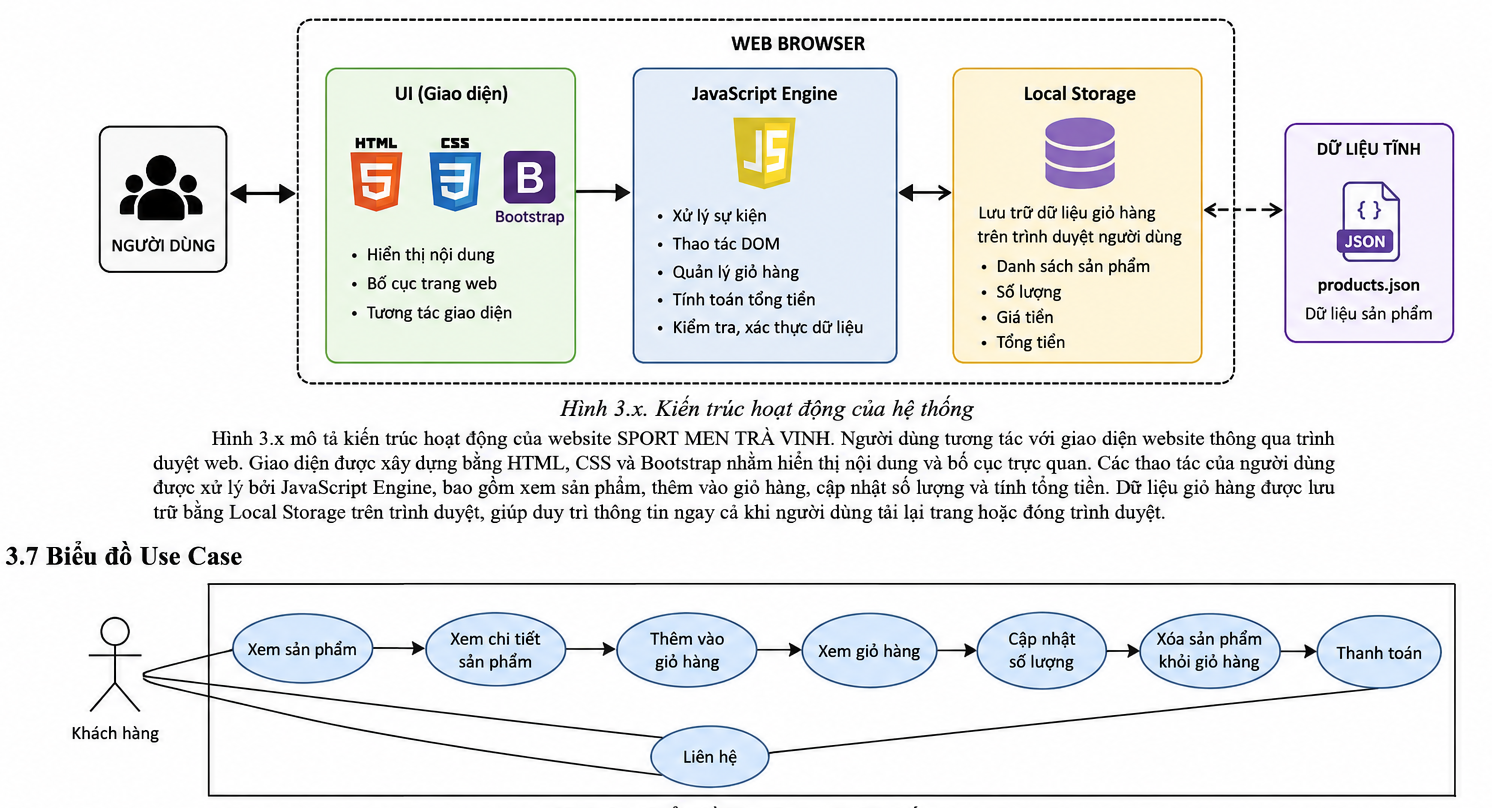 WEB BROWSER
UI (Giao diện)
HTML
5
CSS
3
B
Bootstrap
• Hiển thị nội dung
• Bố cục trang web
• Tương tác giao diện
JavaScript Engine
JS
• Xử lý sự kiện
• Thao tác DOM
• Quản lý giỏ hàng
• Tính toán tổng tiền
• Kiểm tra, xác thực dữ liệu
Local Storage
Lưu trữ dữ liệu giỏ hàng
trên trình duyệt người dùng
• Danh sách sản phẩm
• Số lượng
• Giá tiền
• Tổng tiền
NGƯỜI DÙNG
DỮ LIỆU TĨNH
{ }
JSON
products.json
Dữ liệu sản phẩm
Hình 3.x. Kiến trúc hoạt động của hệ thống
Hình 3.x mô tả kiến trúc hoạt động của website SPORT MEN TRÀ VINH. Người dùng tương tác với giao diện website thông qua trình
duyệt web. Giao diện được xây dựng bằng HTML, CSS và Bootstrap nhằm hiển thị nội dung và bố cục trực quan. Các thao tác của người dùng
được xử lý bởi JavaScript Engine, bao gồm xem sản phẩm, thêm vào giỏ hàng, cập nhật số lượng và tính tổng tiền. Dữ liệu giỏ hàng được lưu
trữ bằng Local Storage trên trình duyệt, giúp duy trì thông tin ngay cả khi người dùng tải lại trang hoặc đóng trình duyệt.
3.7 Biểu đồ Use Case
Khách hàng
Xem sản phẩm
Xem chi tiết
sản phẩm
Thêm vào
giỏ hàng
Xem giỏ hàng
Cập nhật
số lượng
Xóa sản phẩm
khỏi giỏ hàng
Thanh toán
Liên hệ